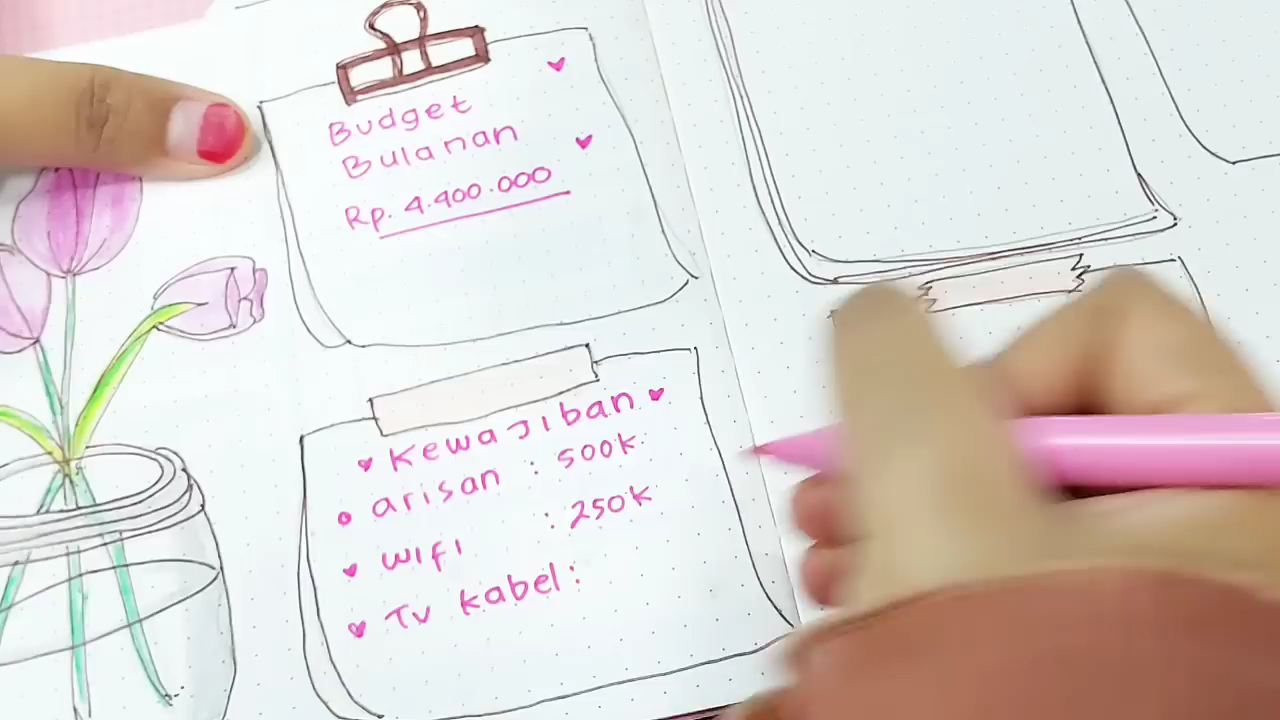 Budget
Bulanan
Rp. 4.400.000
Kewajiban
arisan : 500k
wifi : 250k
Tv kabel: